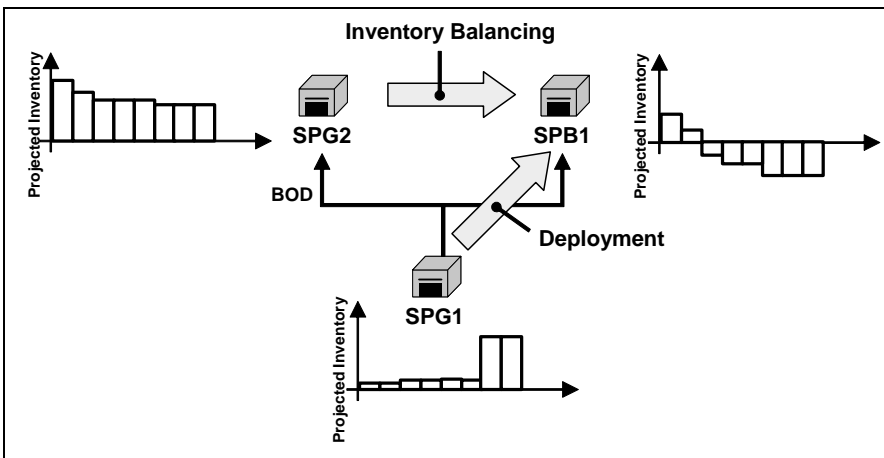 Inventory Balancing
Projected Inventory
SPG2
SPB1
Projected Inventory
BOD
Deployment
SPG1
Projected Inventory